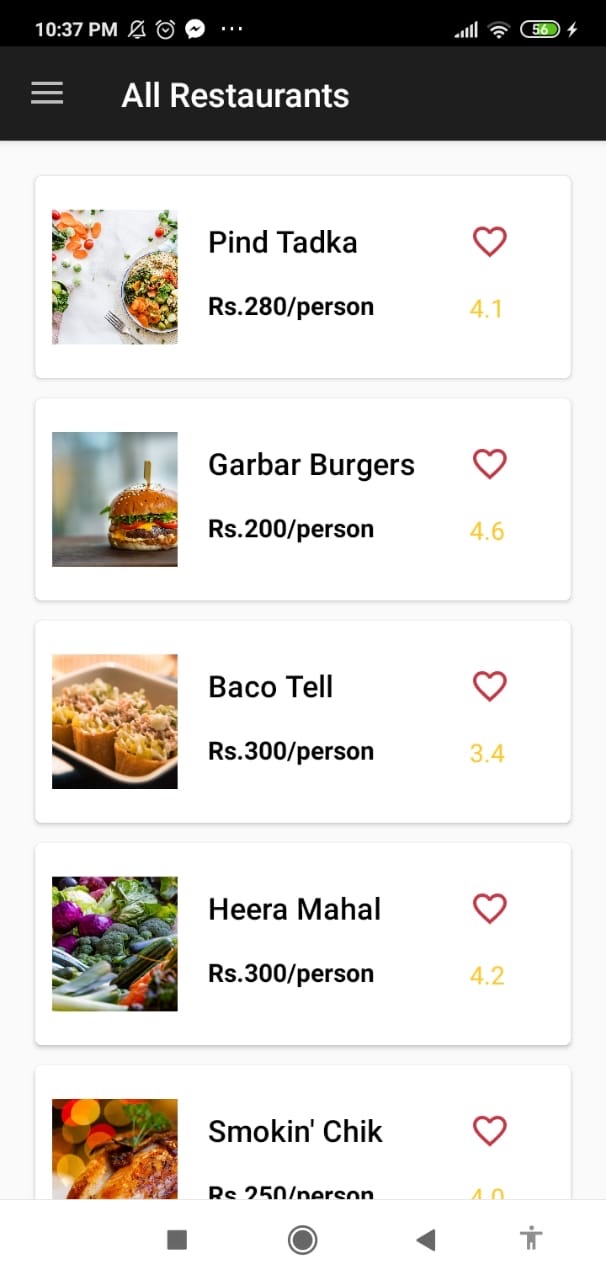 10:37 PM ... 56
All Restaurants
Pind Tadka
Rs.280/person
4.1
Garbar Burgers
Rs.200/person
4.6
Baco Tell
Rs.300/person
3.4
Heera Mahal
Rs.300/person
4.2
Smokin' Chik
Rs.250/person
4.0